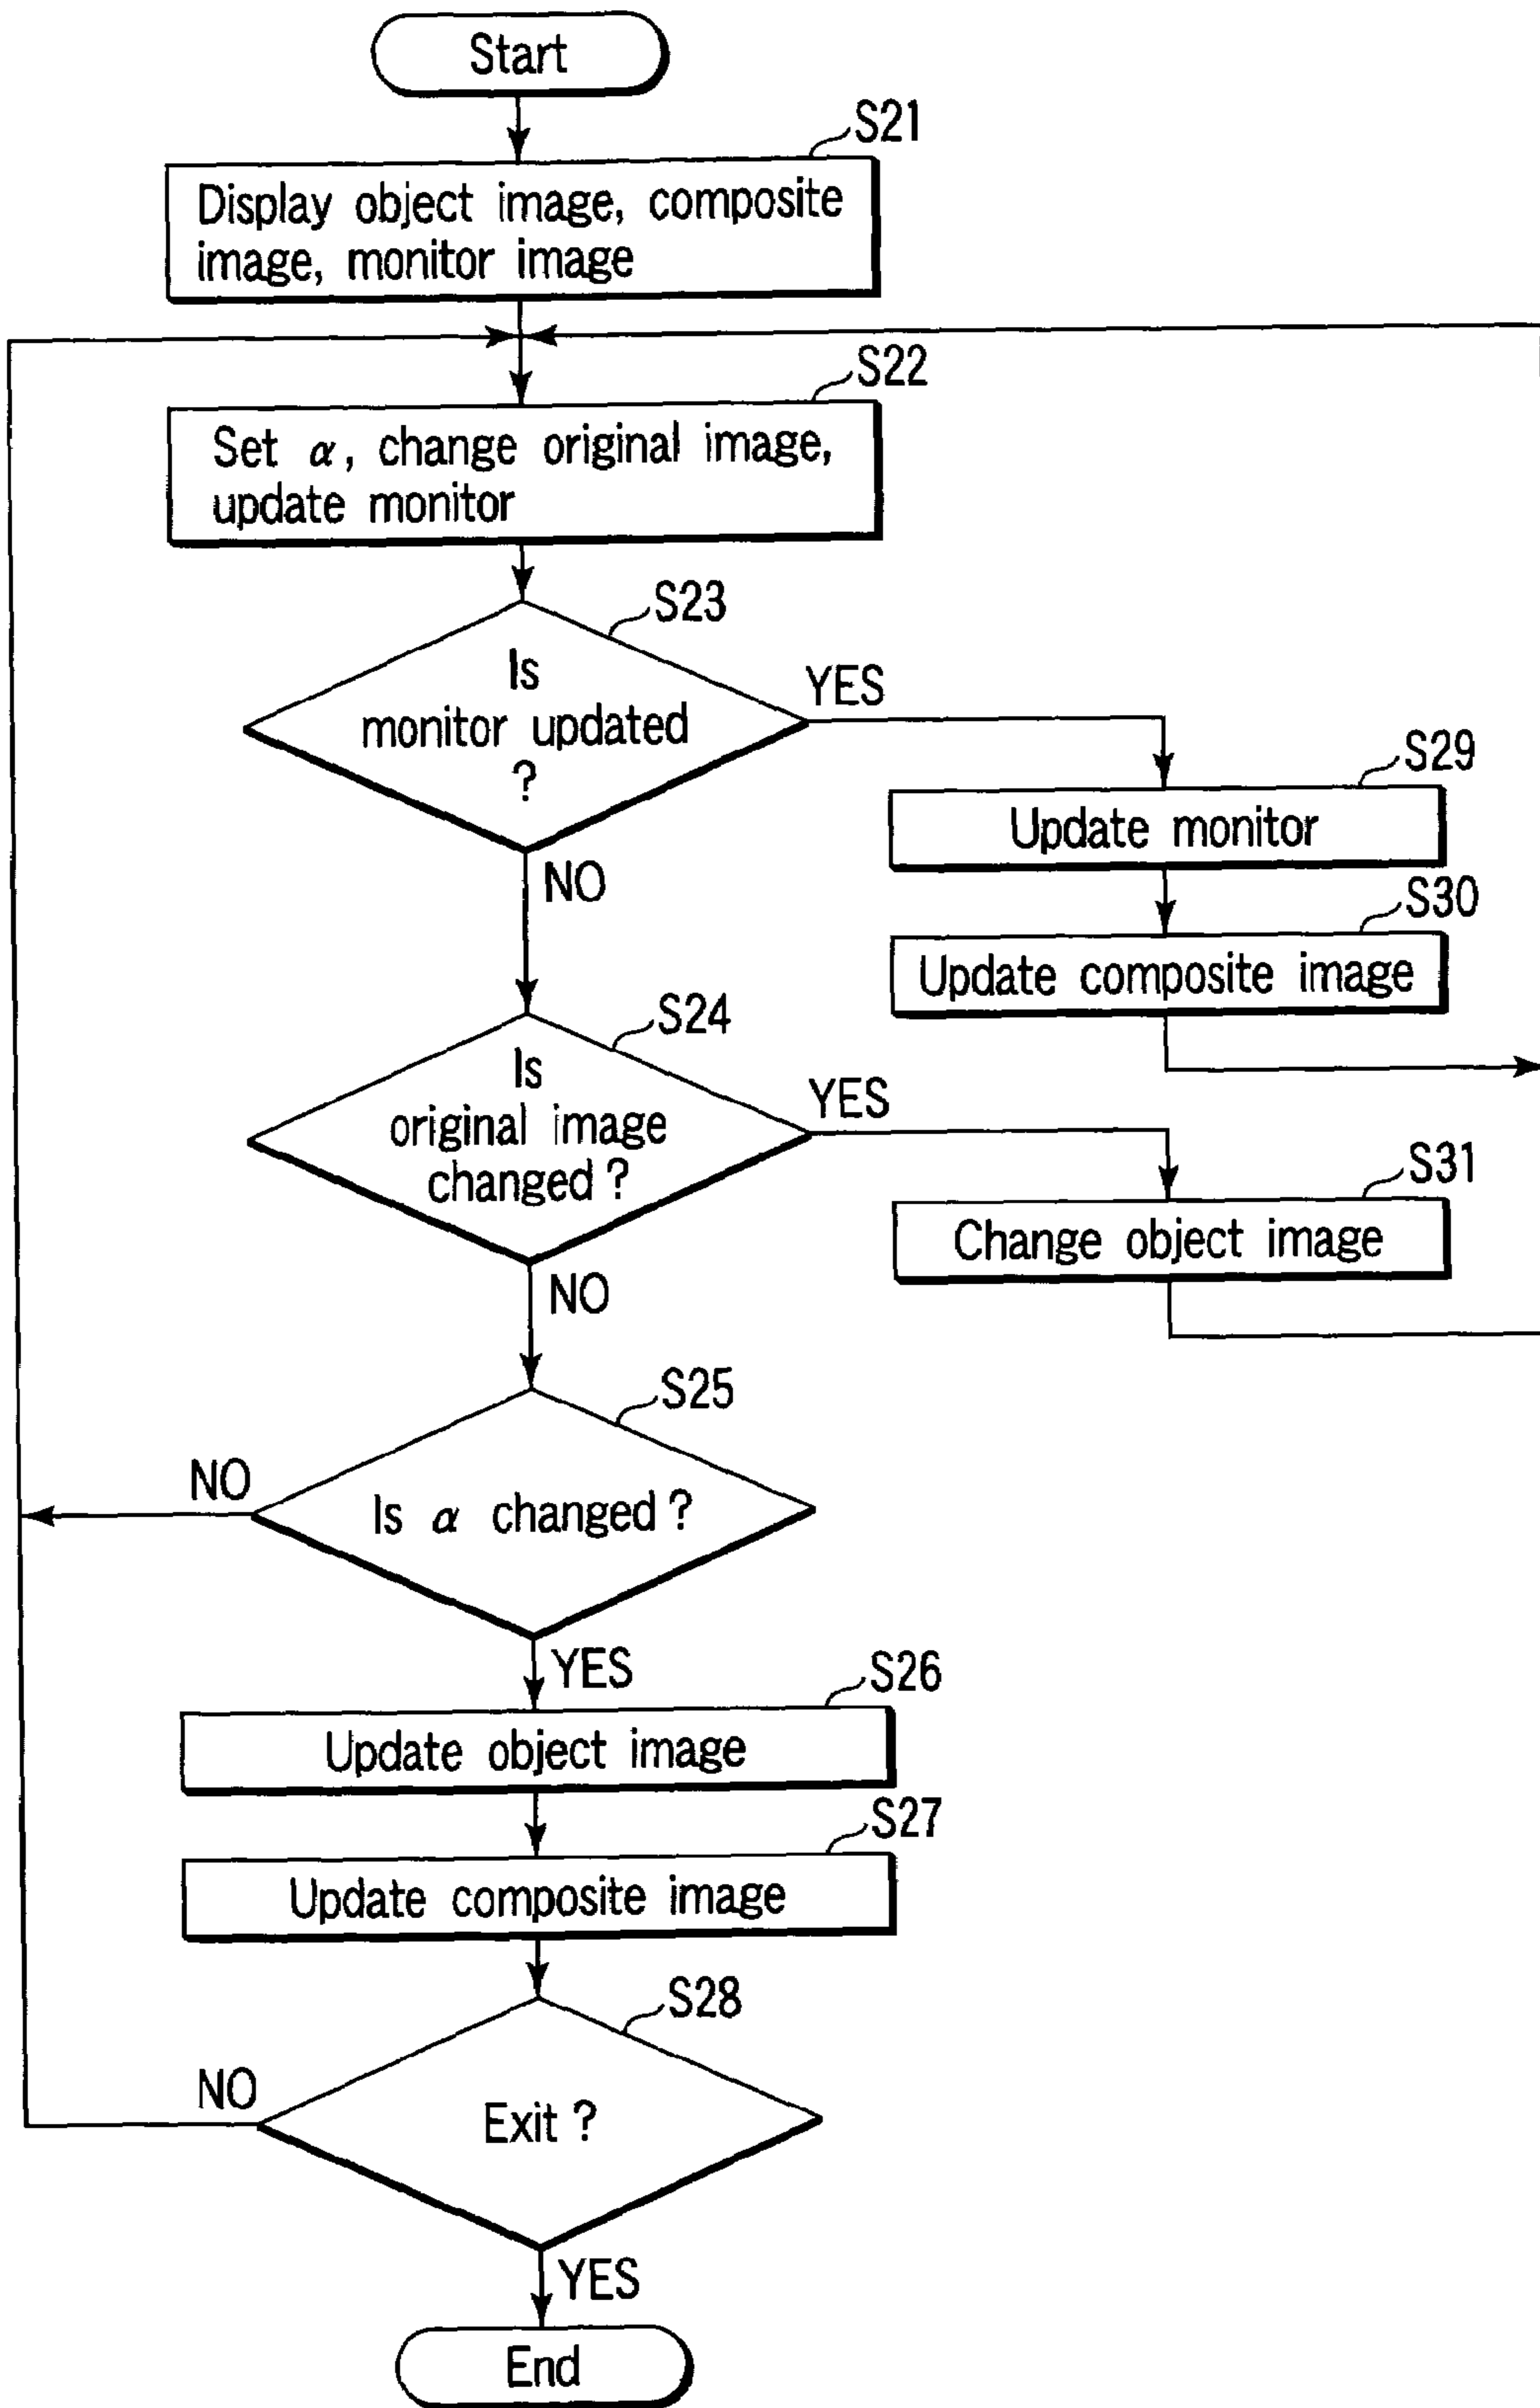 Start
S21
Display object image, composite
image, monitor image
S22
Set α, change original image,
update monitor
S23
Is
monitor updated
?
YES
NO
S29
Update monitor
S30
Update composite image
S24
Is
original image
changed?
YES
NO
S31
Change object image
S25
Is α changed?
NO
YES
S26
Update object image
S27
Update composite image
S28
Exit?
NO
YES
End